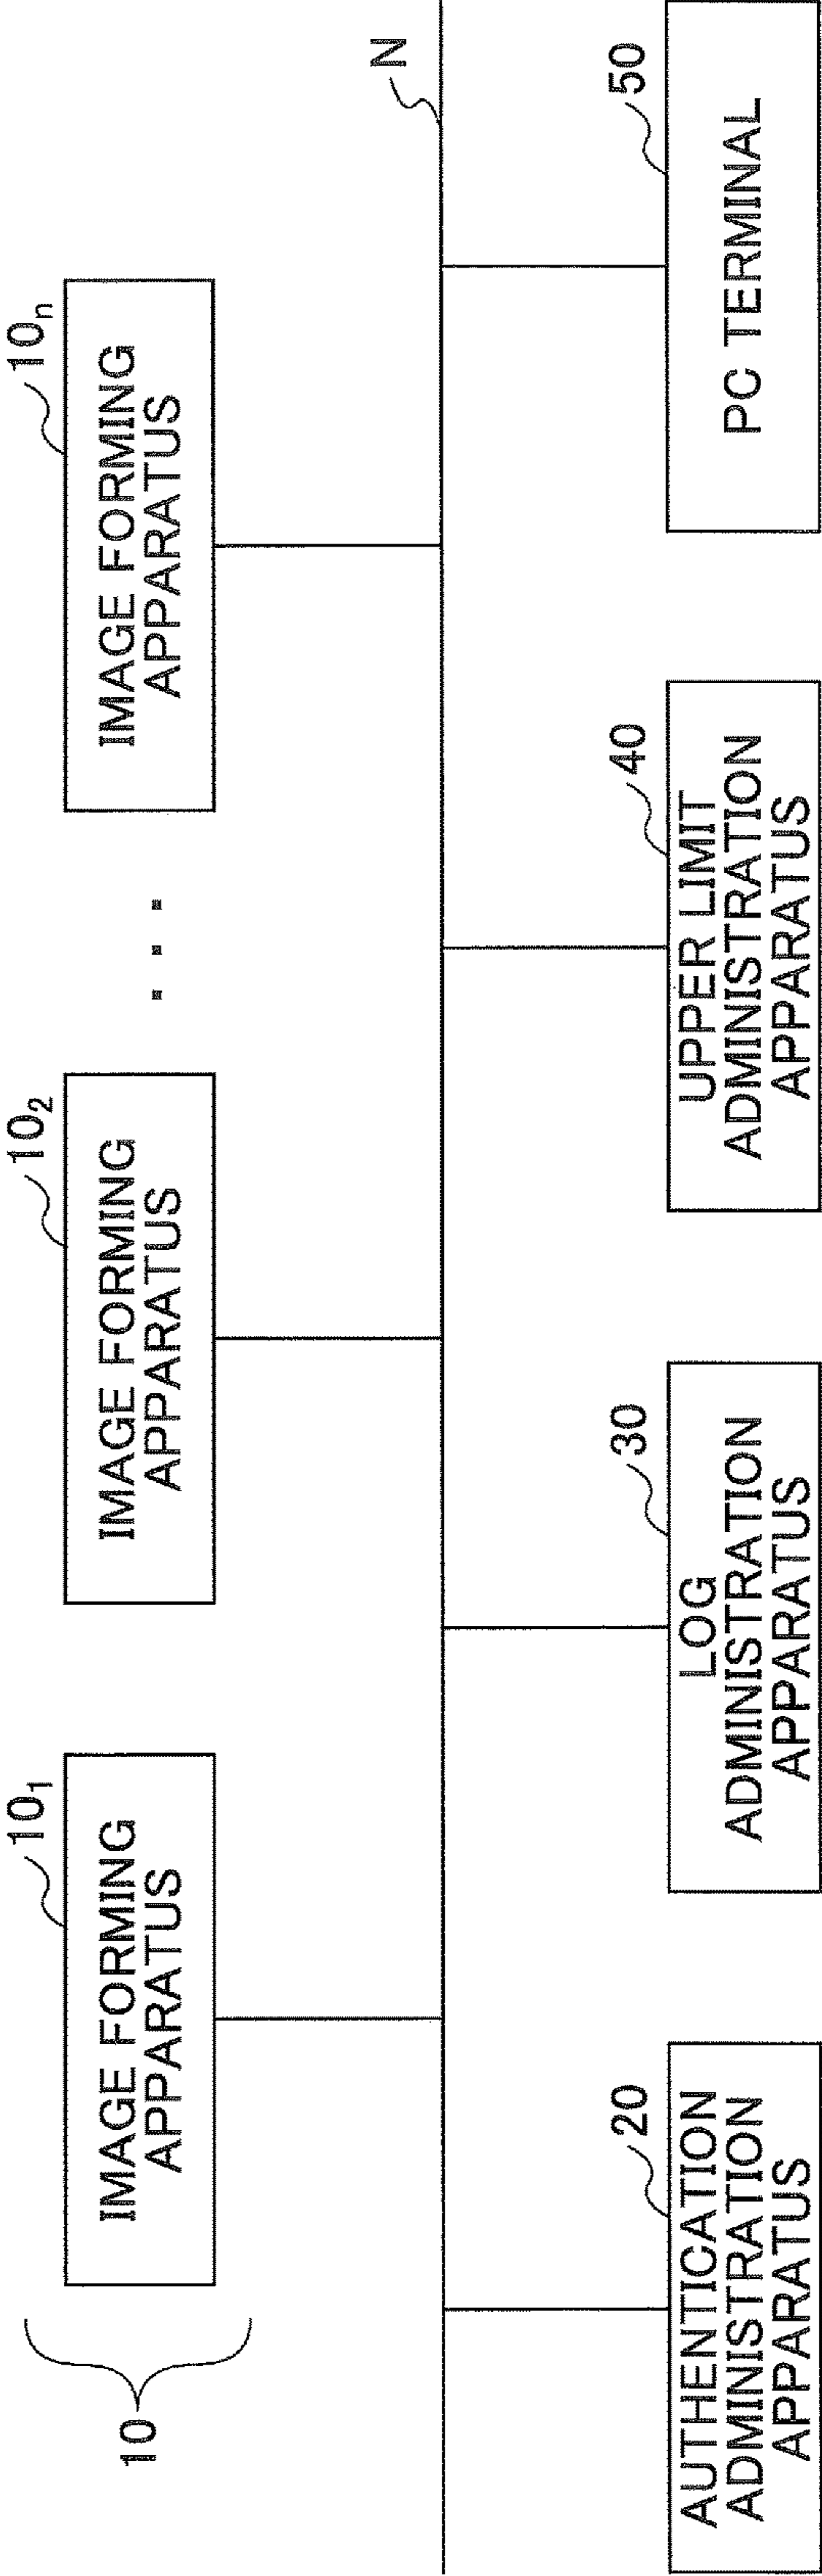 10
10₁
IMAGE FORMING
APPARATUS
10₂
IMAGE FORMING
APPARATUS
. . .
10ₙ
IMAGE FORMING
APPARATUS
N
20
AUTHENTICATION
ADMINISTRATION
APPARATUS
30
LOG
ADMINISTRATION
APPARATUS
40
UPPER LIMIT
ADMINISTRATION
APPARATUS
50
PC TERMINAL